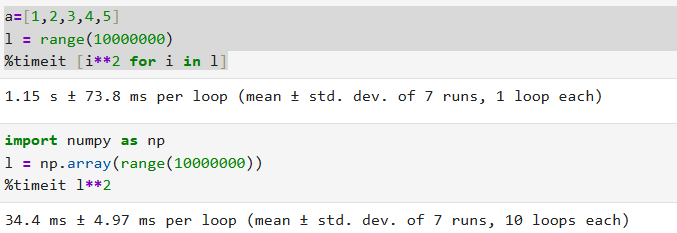 a=[1,2,3,4,5]
l = range(10000000)
%timeit [i**2 for i in l]
1.15 s ± 73.8 ms per loop (mean ± std. dev. of 7 runs, 1 loop each)
import numpy as np
l = np.array(range(10000000))
%timeit l**2
34.4 ms ± 4.97 ms per loop (mean ± std. dev. of 7 runs, 10 loops each)